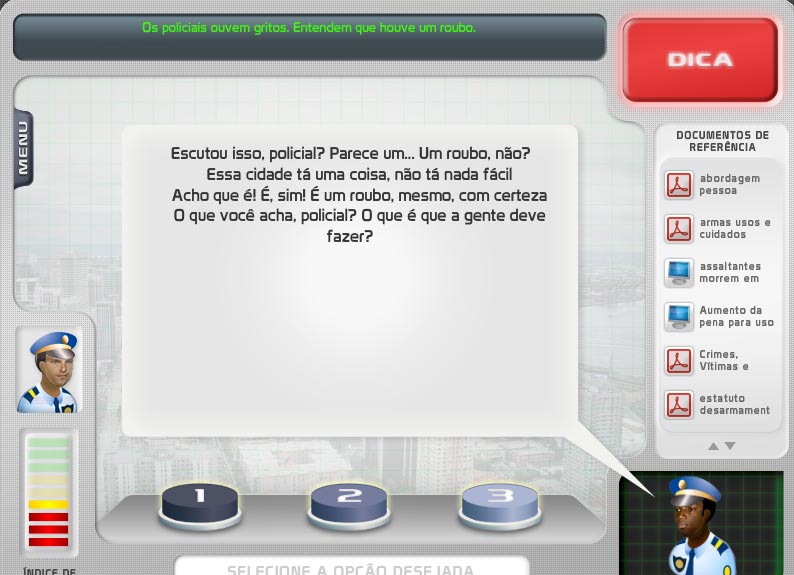 Os policiais ouvem gritos. Entendem que houve um roubo.
DICA
MENU
Escutou isso, policial? Parece um... Um roubo, não?
Essa cidade tá uma coisa, não tá nada fácil
Acho que é! É, sim! É um roubo, mesmo, com certeza
O que você acha, policial? O que é que a gente deve
fazer?
DOCUMENTOS DE
REFERÊNCIA
abordagem
pessoa
armas usos e
cuidados
assaltantes
morrem em
Aumento da
pena para uso
Crimes,
Vítimas e
estatuto
desarmament
1
2
3
SELECIONE A OPÇÃO DESEJADA
ÍNDICE DE